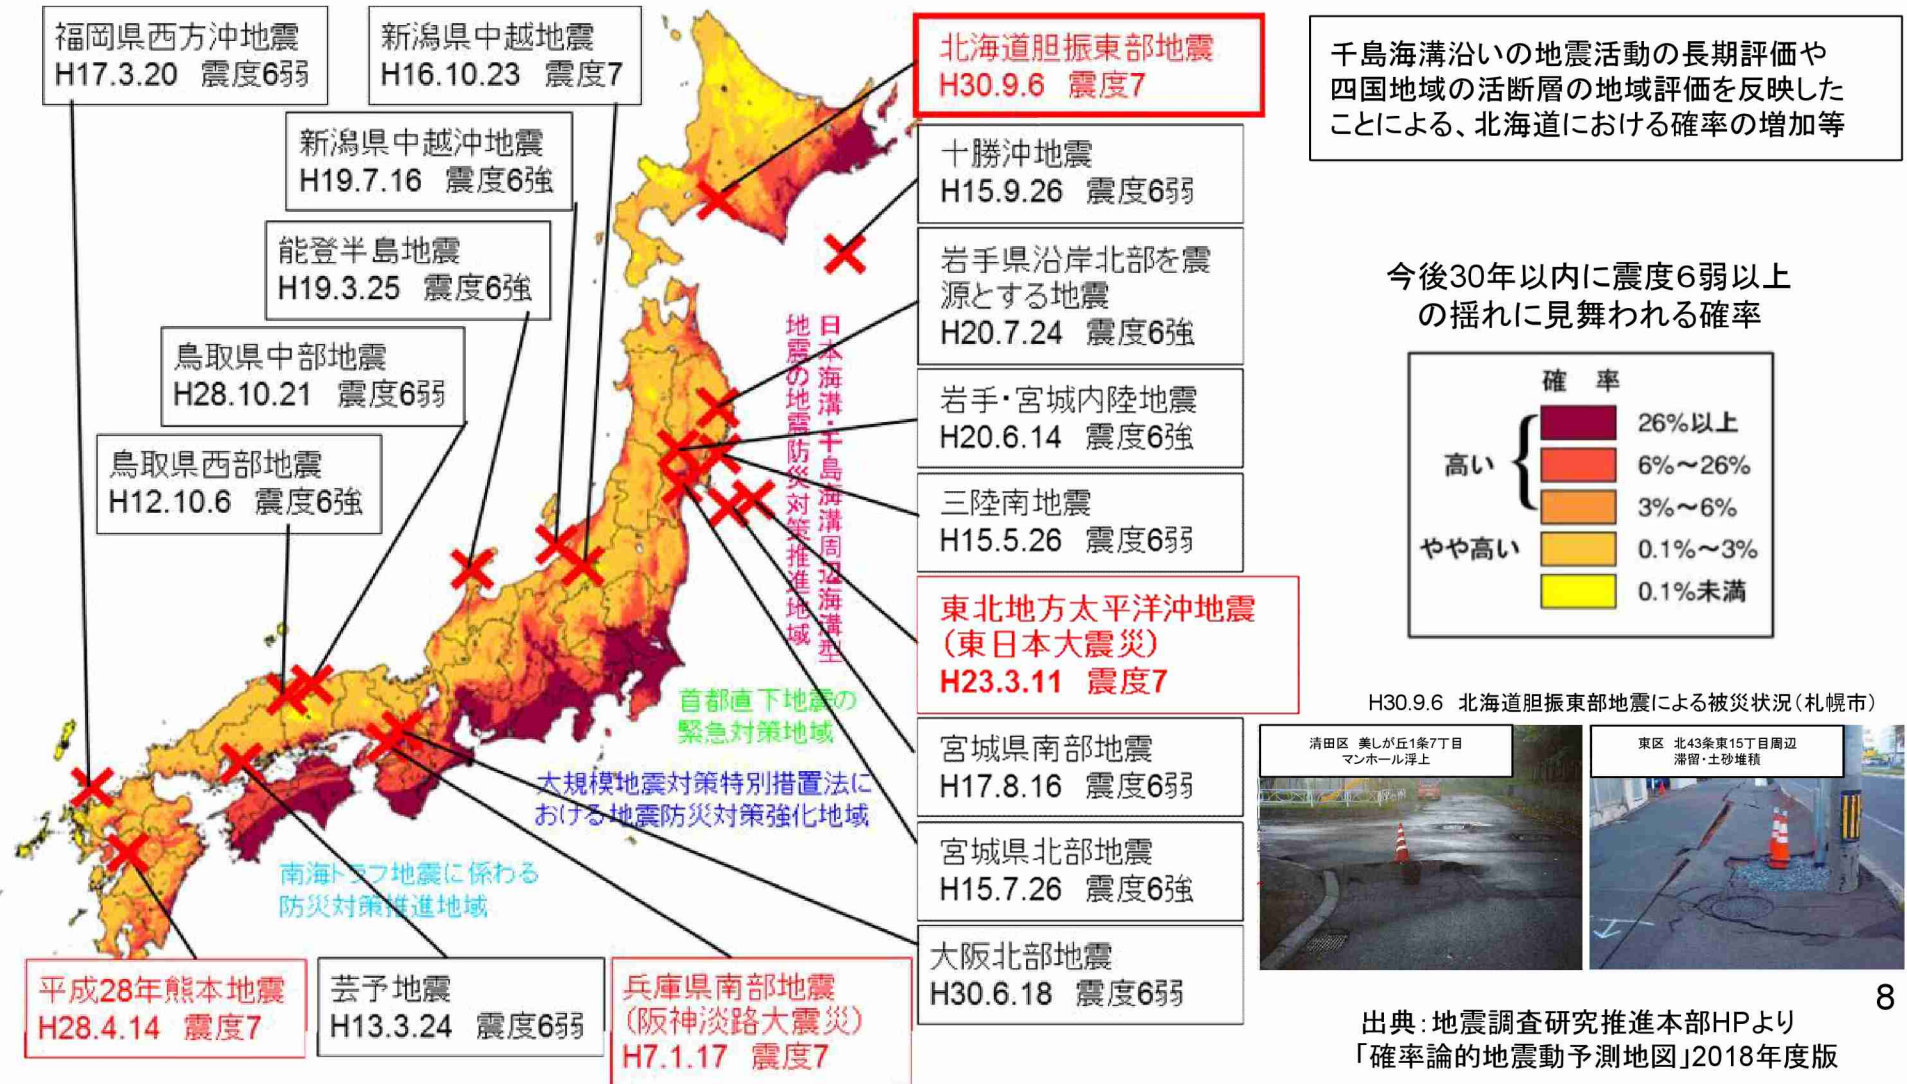 福岡県西方沖地震
H17.3.20 震度6弱
新潟県中越地震
H16.10.23 震度7
新潟県中越沖地震
H19.7.16 震度6強
能登半島地震
H19.3.25 震度6強
鳥取県中部地震
H28.10.21 震度6弱
鳥取県西部地震
H12.10.6 震度6強
北海道胆振東部地震
H30.9.6 震度7
十勝沖地震
H15.9.26 震度6弱
岩手県沿岸北部を震
源とする地震
H20.7.24 震度6強
岩手・宮城内陸地震
H20.6.14 震度6強
三陸南地震
H15.5.26 震度6弱
東北地方太平洋沖地震
(東日本大震災)
H23.3.11 震度7
宮城県南部地震
H17.8.16 震度6弱
宮城県北部地震
H15.7.26 震度6強
大阪北部地震
H30.6.18 震度6弱
日本海溝・千島海溝周辺海溝型
地震の地震防災対策推進地域
首都直下地震の
緊急対策地域
大規模地震対策特別措置法に
おける地震防災対策強化地域
南海トラフ地震に係わる
防災対策推進地域
平成28年熊本地震
H28.4.14 震度7
芸予地震
H13.3.24 震度6弱
兵庫県南部地震
(阪神淡路大震災)
H7.1.17 震度7
千島海溝沿いの地震活動の長期評価や
四国地域の活断層の地域評価を反映した
ことによる、北海道における確率の増加等
今後30年以内に震度6弱以上
の揺れに見舞われる確率
確 率
高い
やや高い
26%以上
6%～26%
3%～6%
0.1%～3%
0.1%未満
H30.9.6 北海道胆振東部地震による被災状況(札幌市)
清田区 美しが丘1条7丁目
マンホール浮上
東区 北43条東15丁目周辺
滞留・土砂堆積
8
出典:地震調査研究推進本部HPより
「確率論的地震動予測地図」2018年度版